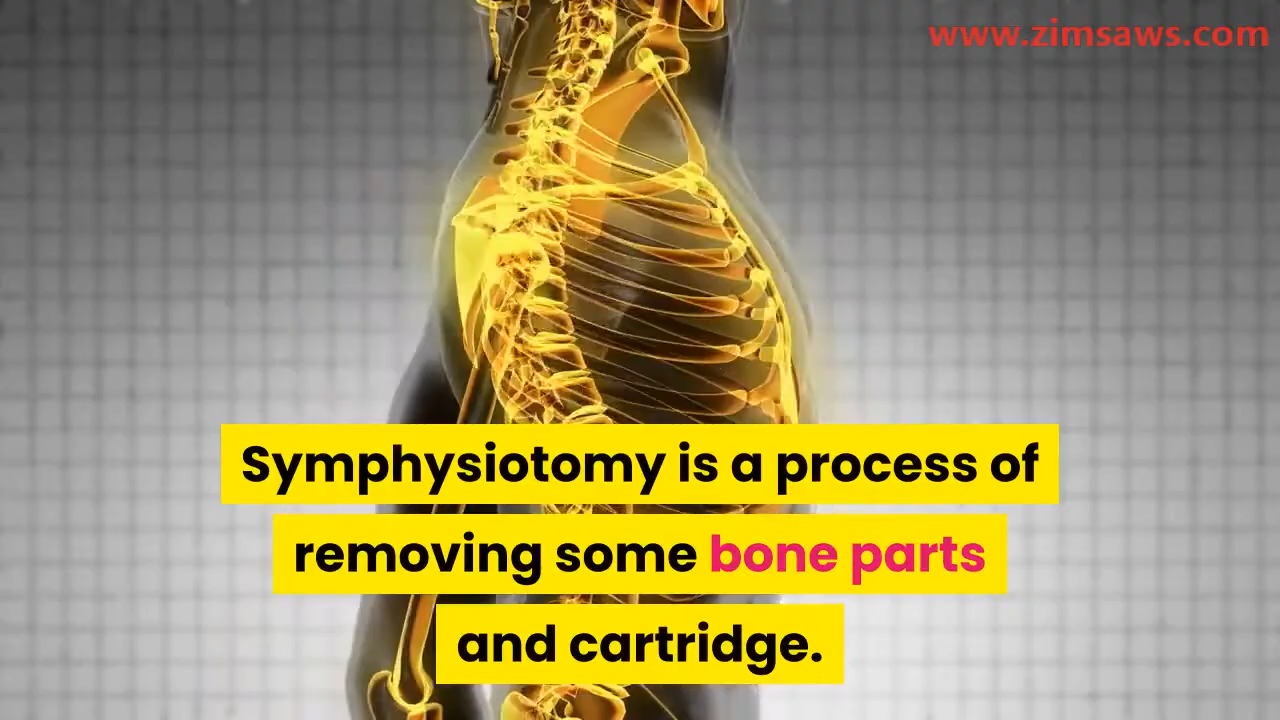 www.zimsaws.com
Symphysiotomy is a process of
removing some bone parts
and cartridge.